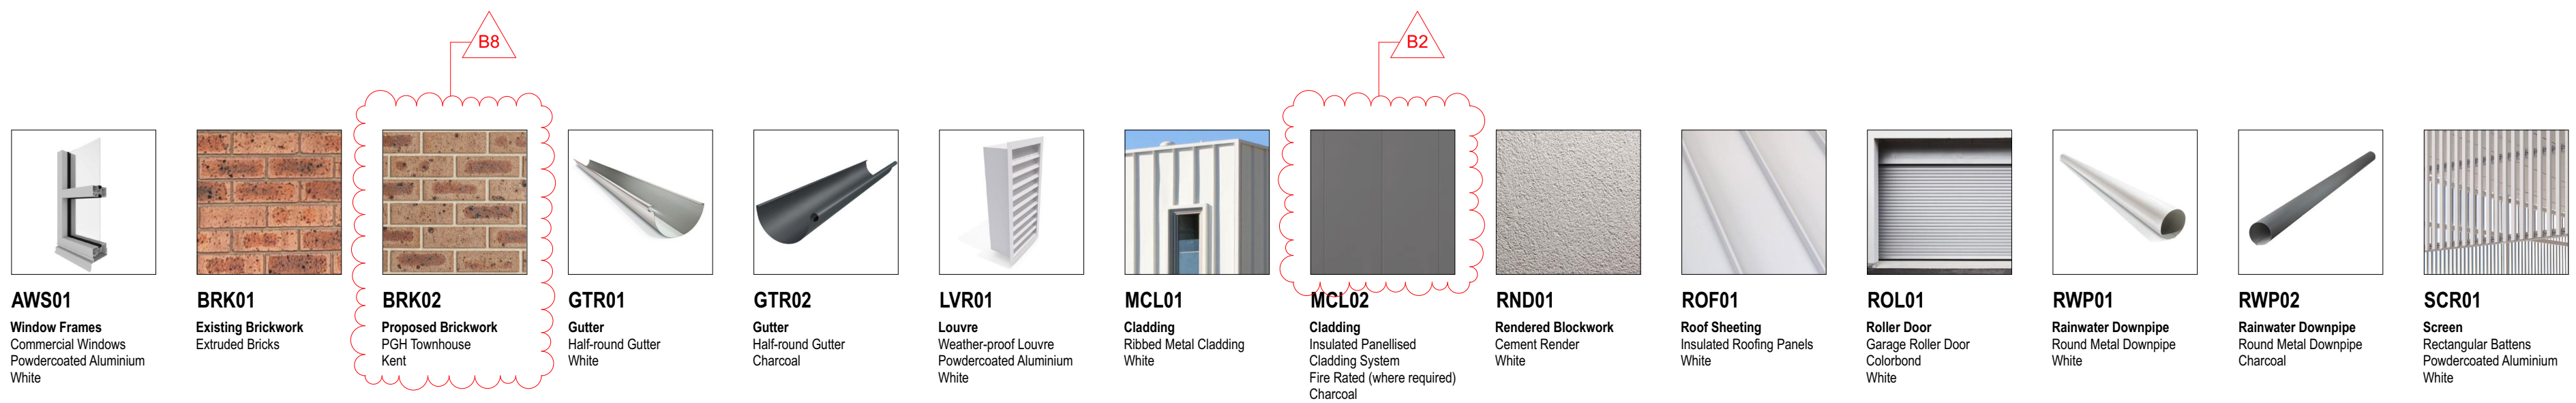 B8
B2
AWS01
Window Frames
Commercial Windows
Powdercoated Aluminium
White
BRK01
Existing Brickwork
Extruded Bricks
BRK02
Proposed Brickwork
PGH Townhouse
Kent
GTR01
Gutter
Half-round Gutter
White
GTR02
Gutter
Half-round Gutter
Charcoal
LVR01
Louvre
Weather-proof Louvre
Powdercoated Aluminium
White
MCL01
Cladding
Ribbed Metal Cladding
White
MCL02
Cladding
Insulated Panellised
Cladding System
Fire Rated (where required)
Charcoal
RND01
Rendered Blockwork
Cement Render
White
ROF01
Roof Sheeting
Insulated Roofing Panels
White
ROL01
Roller Door
Garage Roller Door
Colorbond
White
RWP01
Rainwater Downpipe
Round Metal Downpipe
White
RWP02
Rainwater Downpipe
Round Metal Downpipe
Charcoal
SCR01
Screen
Rectangular Battens
Powdercoated Aluminium
White